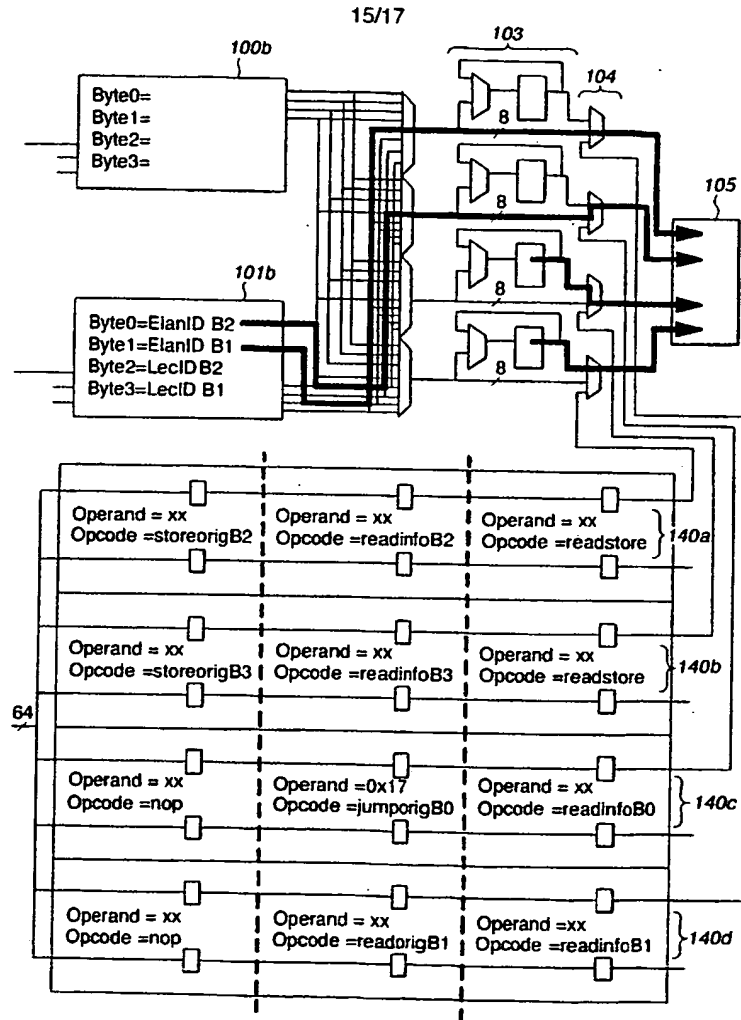 15/17
100b
Byte0=
Byte1=
Byte2=
Byte3=
103
104
8
8
8
8
105
101b
Byte0=ElanID B2
Byte1=ElanID B1
Byte2=LecID B2
Byte3=LecID B1
Operand = xx
Opcode =storeorigB2
Operand = xx
Opcode =readinfoB2
Operand = xx
Opcode =readstore
140a
Operand = xx
Opcode =storeorigB3
Operand = xx
Opcode =readinfoB3
Operand = xx
Opcode =readstore
140b
64
Operand = xx
Opcode =nop
Operand =0x17
Opcode =jumporigB0
Operand = xx
Opcode =readinfoB0
140c
Operand = xx
Opcode =nop
Operand = xx
Opcode =readorigB1
Operand =xx
Opcode =readinfoB1
140d